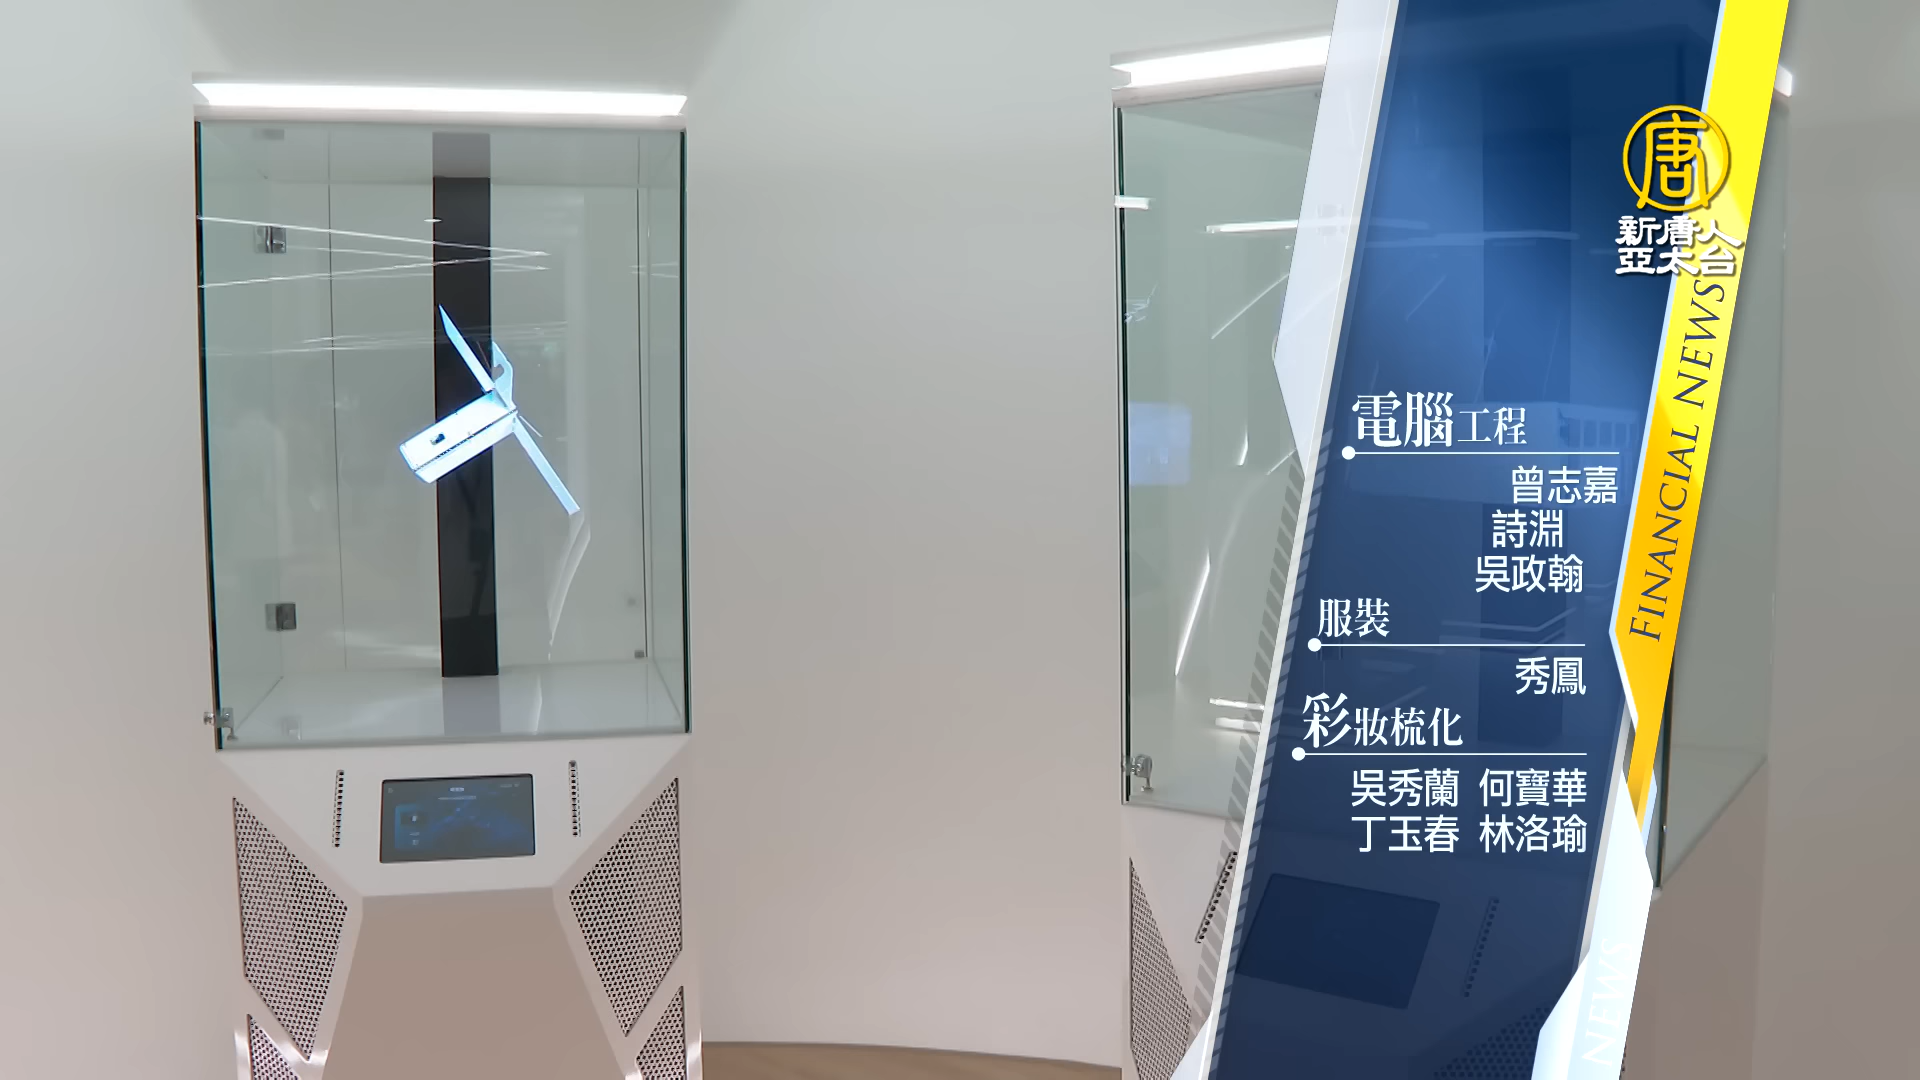 唐
新唐人
亞太台
FINANCIAL NEWS
電腦工程
曾志嘉
詩淵
吳政翰
服裝
秀鳳
彩妝梳化
吳秀蘭 何寶華
丁玉春 林洛瑜
NEWS